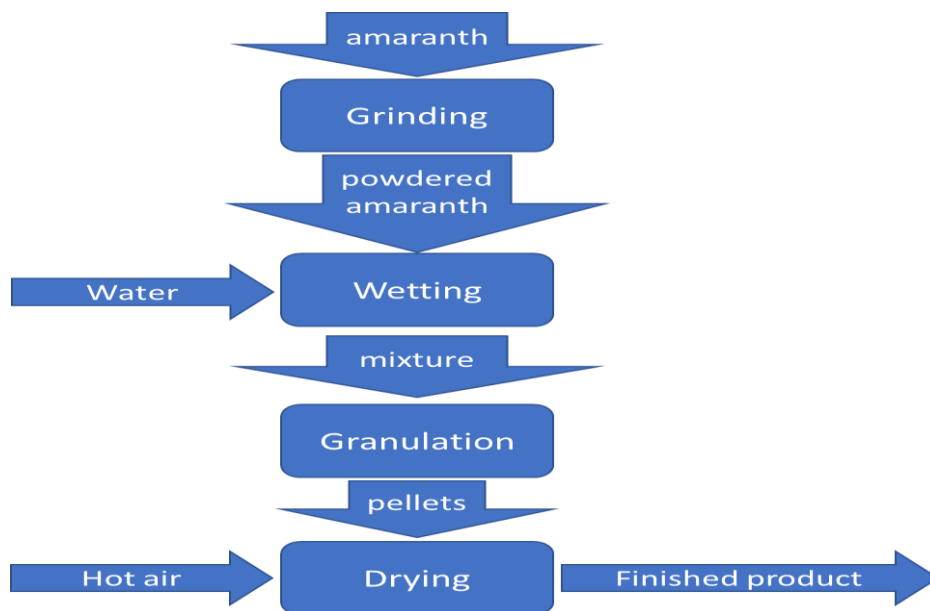 amaranth
Grinding
powdered
amaranth
Water
Wetting
mixture
Granulation
pellets
Hot air
Drying
Finished product